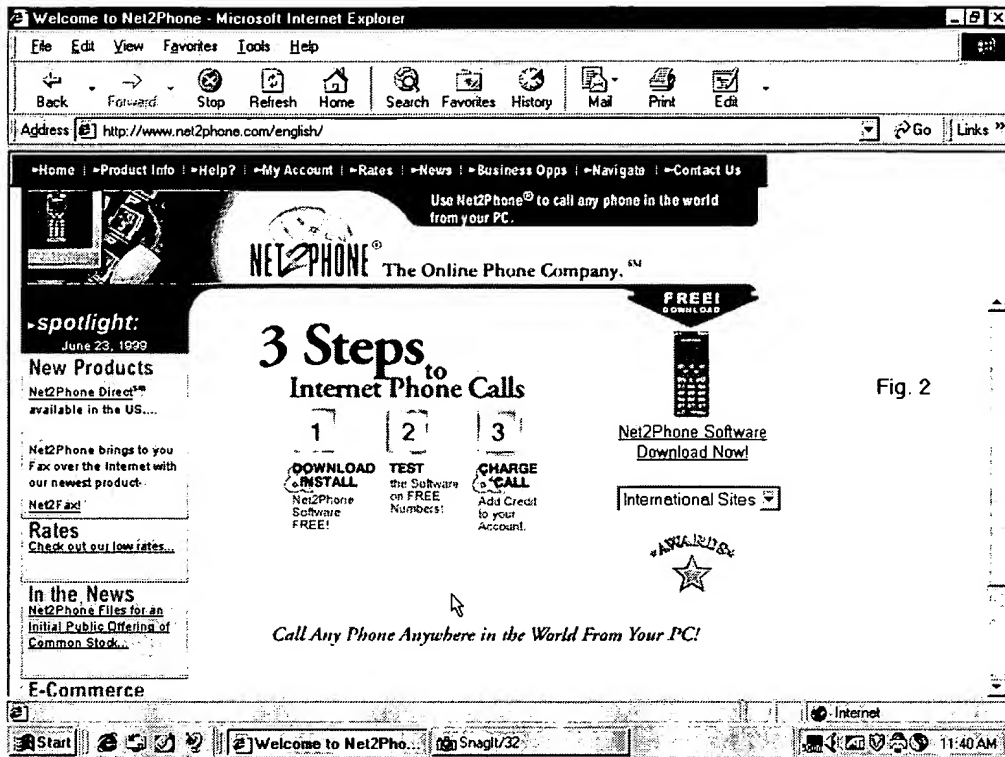 Welcome to Net2Phone - Microsoft Internet Explorer
File Edit View Favorites Tools Help
Back Forward Stop Refresh Home Search Favorites History Mail Print Edit
Address http://www.net2phone.com/english/ Go Links »
Home Product Info Help? My Account Rates News Business Opps Navigate Contact Us
Use Net2Phone® to call any phone in the world
from your PC.
NET2PHONE® The Online Phone Company. SM
FREE!
DOWNLOAD
spotlight:
June 23, 1999
New Products
Net2Phone Direct℠
available in the US....
Net2Phone brings to you
Fax over the Internet with
our newest product-
Net2Fax!
Rates
Check out our low rates...
In the News
Net2Phone Files for an
Initial Public Offering of
Common Stock...
E-Commerce
3 Steps
to
Internet Phone Calls
1 2 3
DOWNLOAD
& INSTALL
Net2Phone
Software
FREE!
TEST
the Software
on FREE
Numbers!
CHARGE
& CALL
Add Credit
to your
Account.
Call Any Phone Anywhere in the World From Your PC!
Net2Phone Software
Download Now!
International Sites
AWARDS
Fig. 2
Internet
Start Welcome to Net2Pho... SnagIt/32 11:40 AM